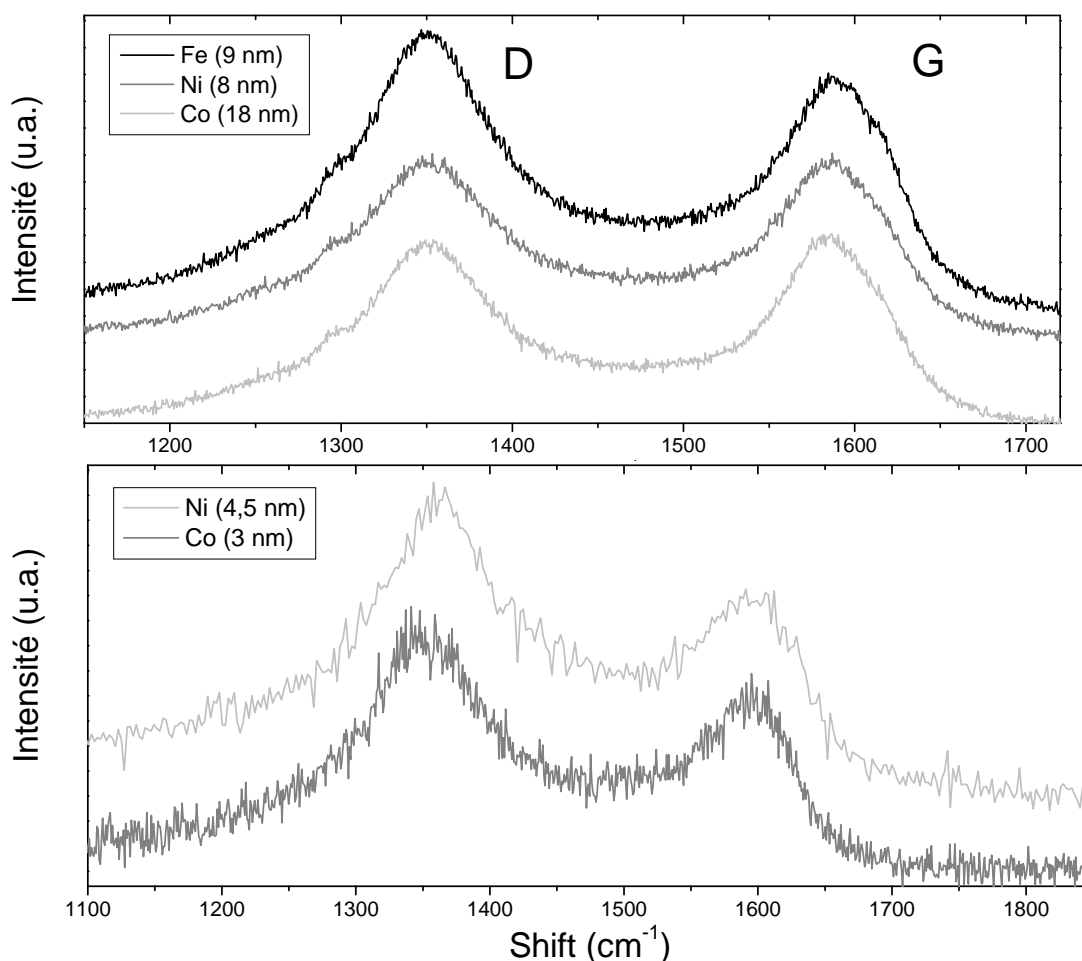 Fe (9 nm)
Ni (8 nm)
Co (18 nm)
D
G
Intensité (u.a.)
1200 1300 1400 1500 1600 1700
Ni (4,5 nm)
Co (3 nm)
Intensité (u.a.)
1100 1200 1300 1400 1500 1600 1700 1800
Shift (cm⁻¹)